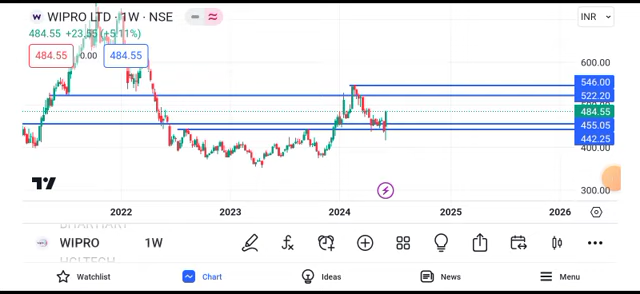 W WIPRO LTD · 1W · NSE
INR
484.55 +23.55 (+5.11%)
484.55 0.00 484.55
600.00
546.00
522.20
484.55
455.05
442.25
400.00
300.00
2022 2023 2024 2025 2026
WIPRO 1W
HCLTECH
Watchlist Chart Ideas News Menu